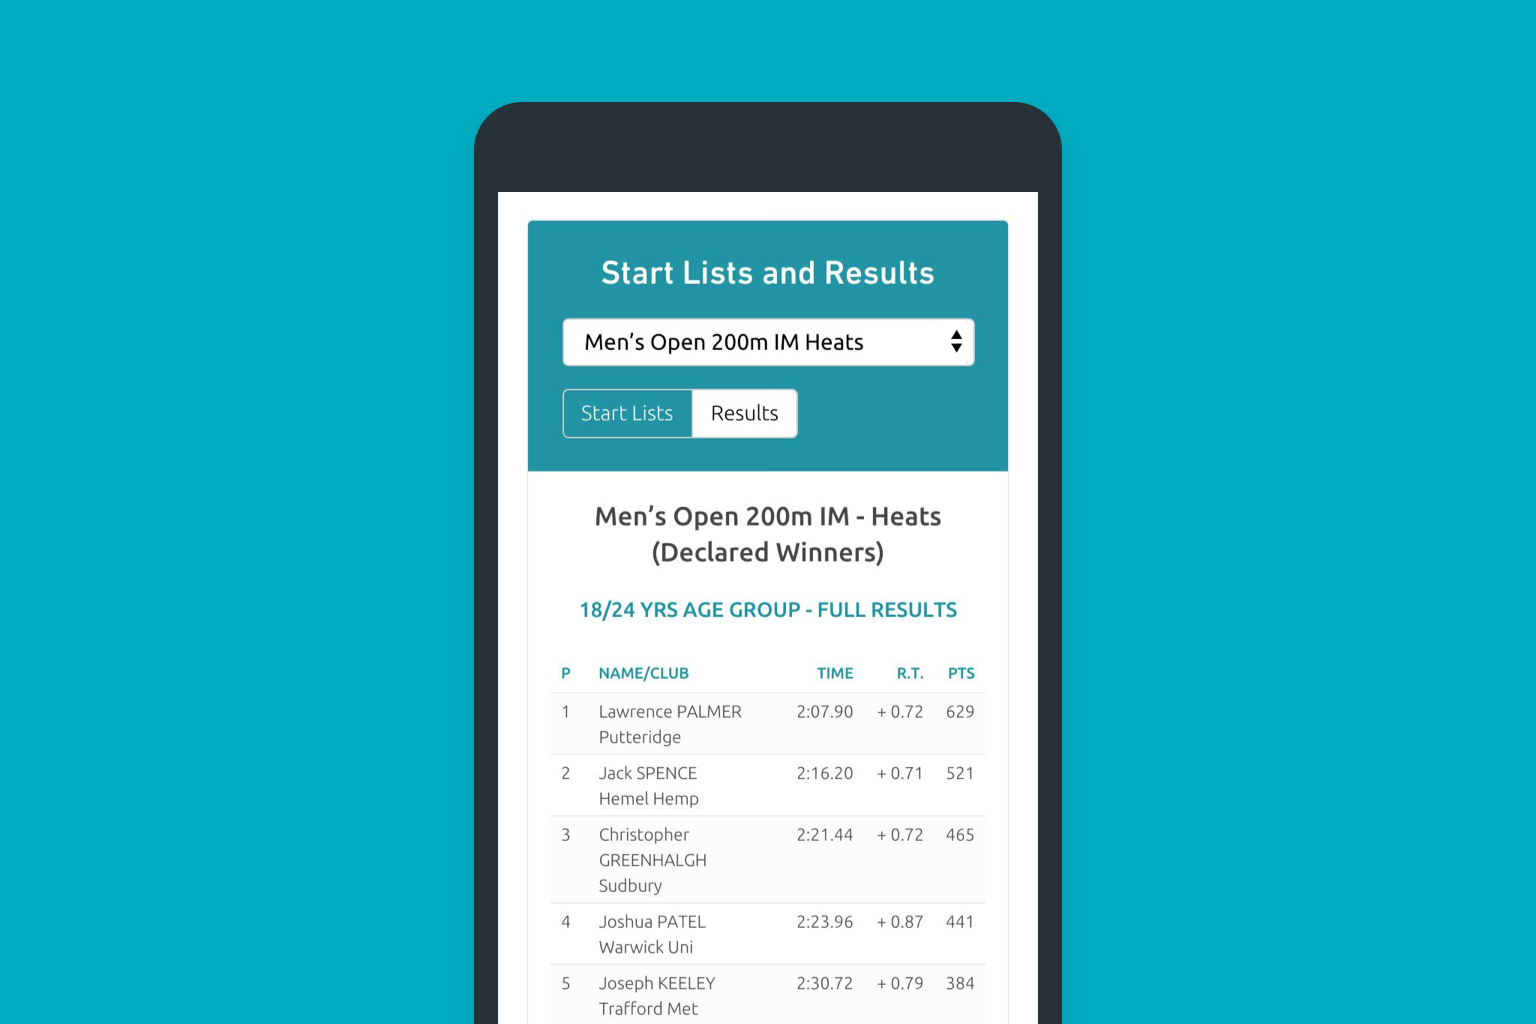 Start Lists and Results
Men’s Open 200m IM Heats
Start Lists Results
Men’s Open 200m IM - Heats
(Declared Winners)
18/24 YRS AGE GROUP - FULL RESULTS
P NAME/CLUB TIME R.T. PTS
1 Lawrence PALMER 2:07.90 + 0.72 629
Putteridge
2 Jack SPENCE 2:16.20 + 0.71 521
Hemel Hemp
3 Christopher 2:21.44 + 0.72 465
GREENHALGH
Sudbury
4 Joshua PATEL 2:23.96 + 0.87 441
Warwick Uni
5 Joseph KEELEY 2:30.72 + 0.79 384
Trafford Met